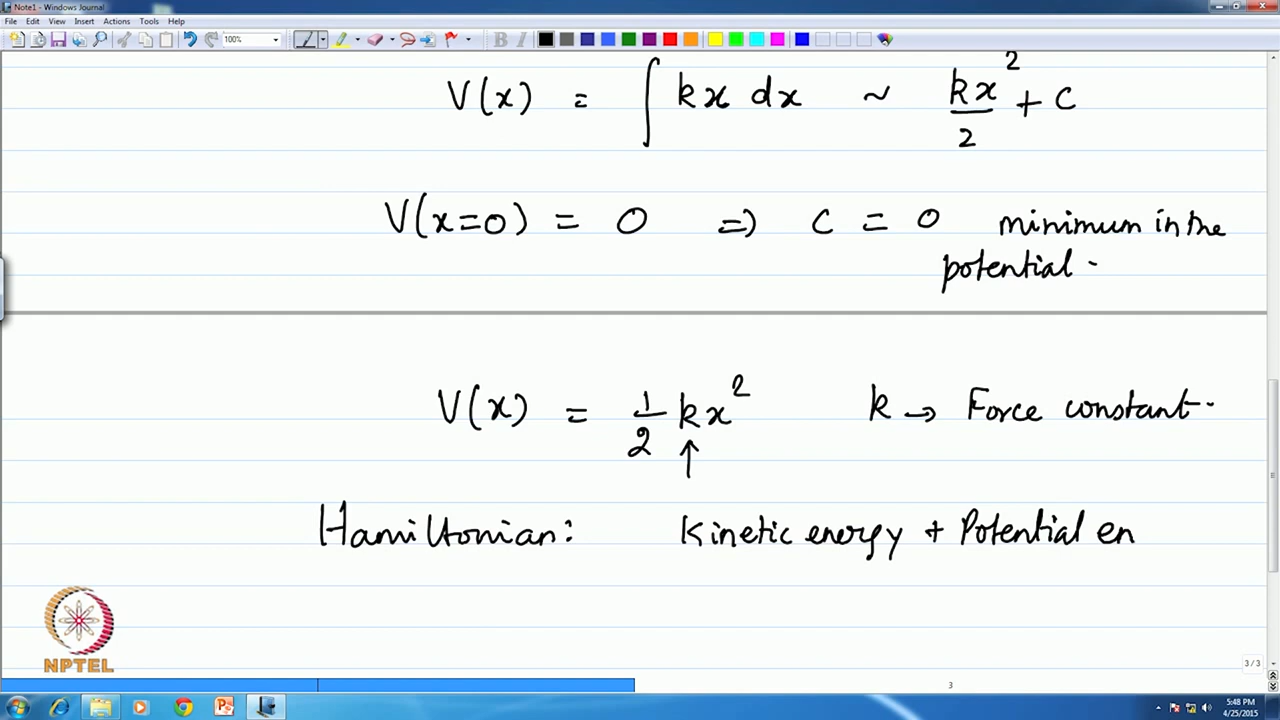 Note1 - Windows Journal
File Edit View Insert Actions Tools Help
100%
V(x) = ∫ kx dx ~ kx²/2 + C
V(x=0) = 0 => C = 0 minimum in the
potential.
V(x) = 1/2 kx² k → Force constant.
↑
Hamiltonian: Kinetic energy + Potential en
NPTEL
3/3
3
5:48 PM
4/25/2015